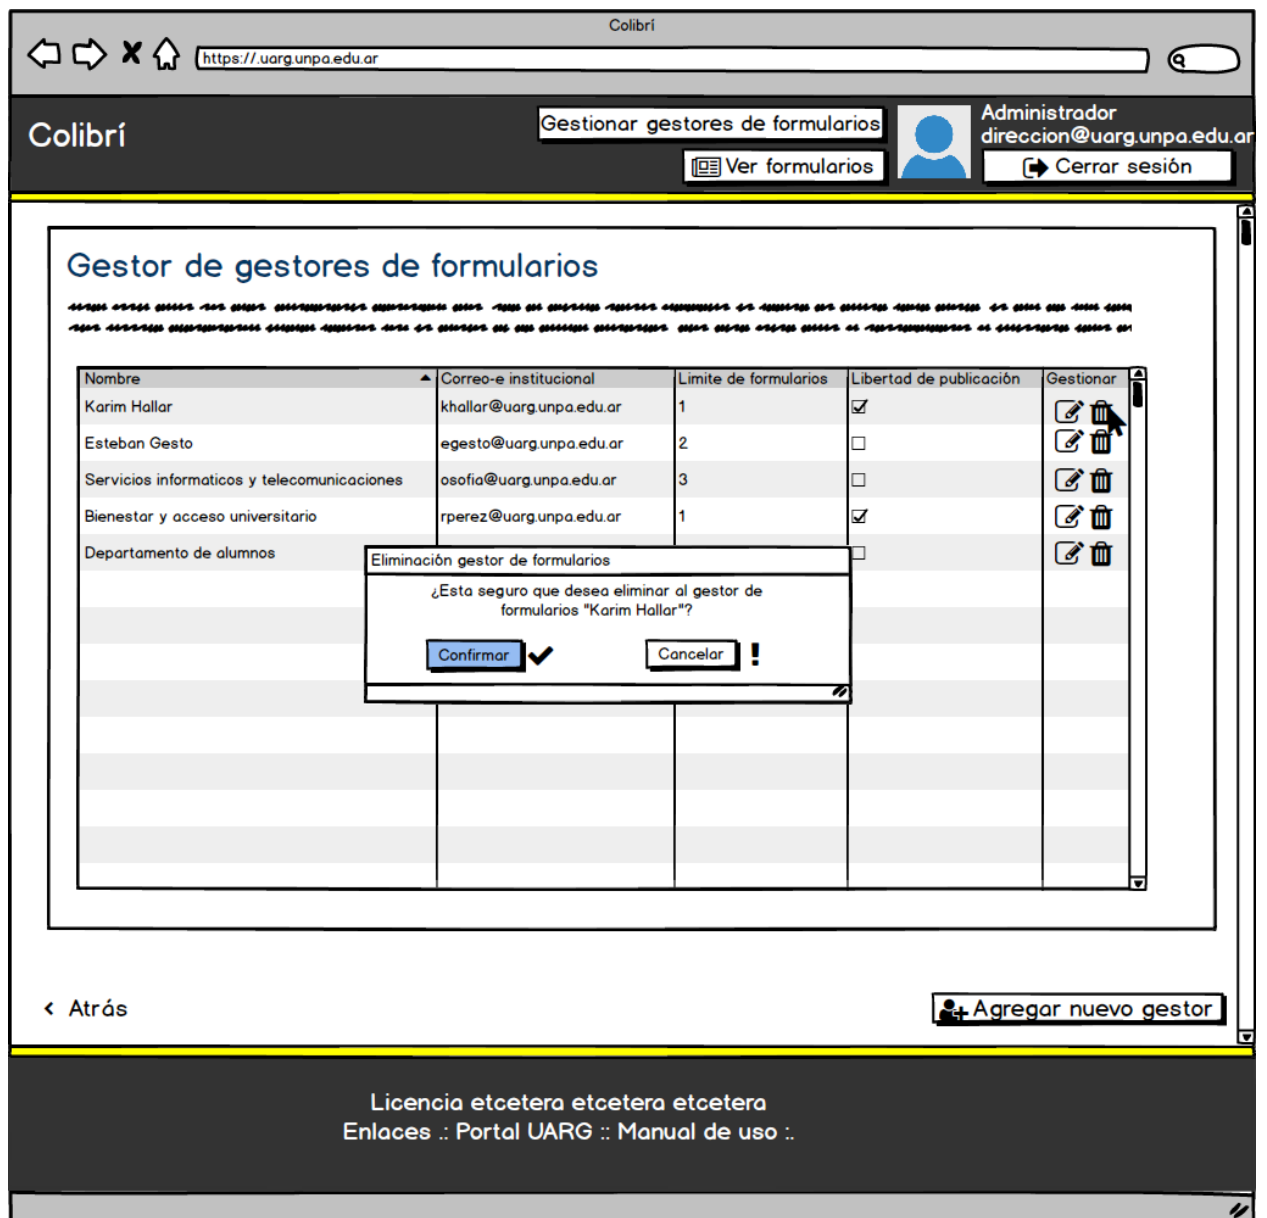 Colibrí
https://.uarg.unpa.edu.ar
Colibrí
Gestionar gestores de formularios
Ver formularios
Administrador
direccion@uarg.unpa.edu.ar
Cerrar sesión
Gestor de gestores de formularios
Nombre Correo-e institucional Limite de formularios Libertad de publicación Gestionar
Karim Hallar khallar@uarg.unpa.edu.ar 1
Esteban Gesto egesto@uarg.unpa.edu.ar 2
Servicios informaticos y telecomunicaciones osofia@uarg.unpa.edu.ar 3
Bienestar y acceso universitario rperez@uarg.unpa.edu.ar 1
Departamento de alumnos
Eliminación gestor de formularios
¿Esta seguro que desea eliminar al gestor de
formularios "Karim Hallar"?
Confirmar Cancelar
< Atrás
Agregar nuevo gestor
Licencia etcetera etcetera etcetera
Enlaces .: Portal UARG :: Manual de uso :.